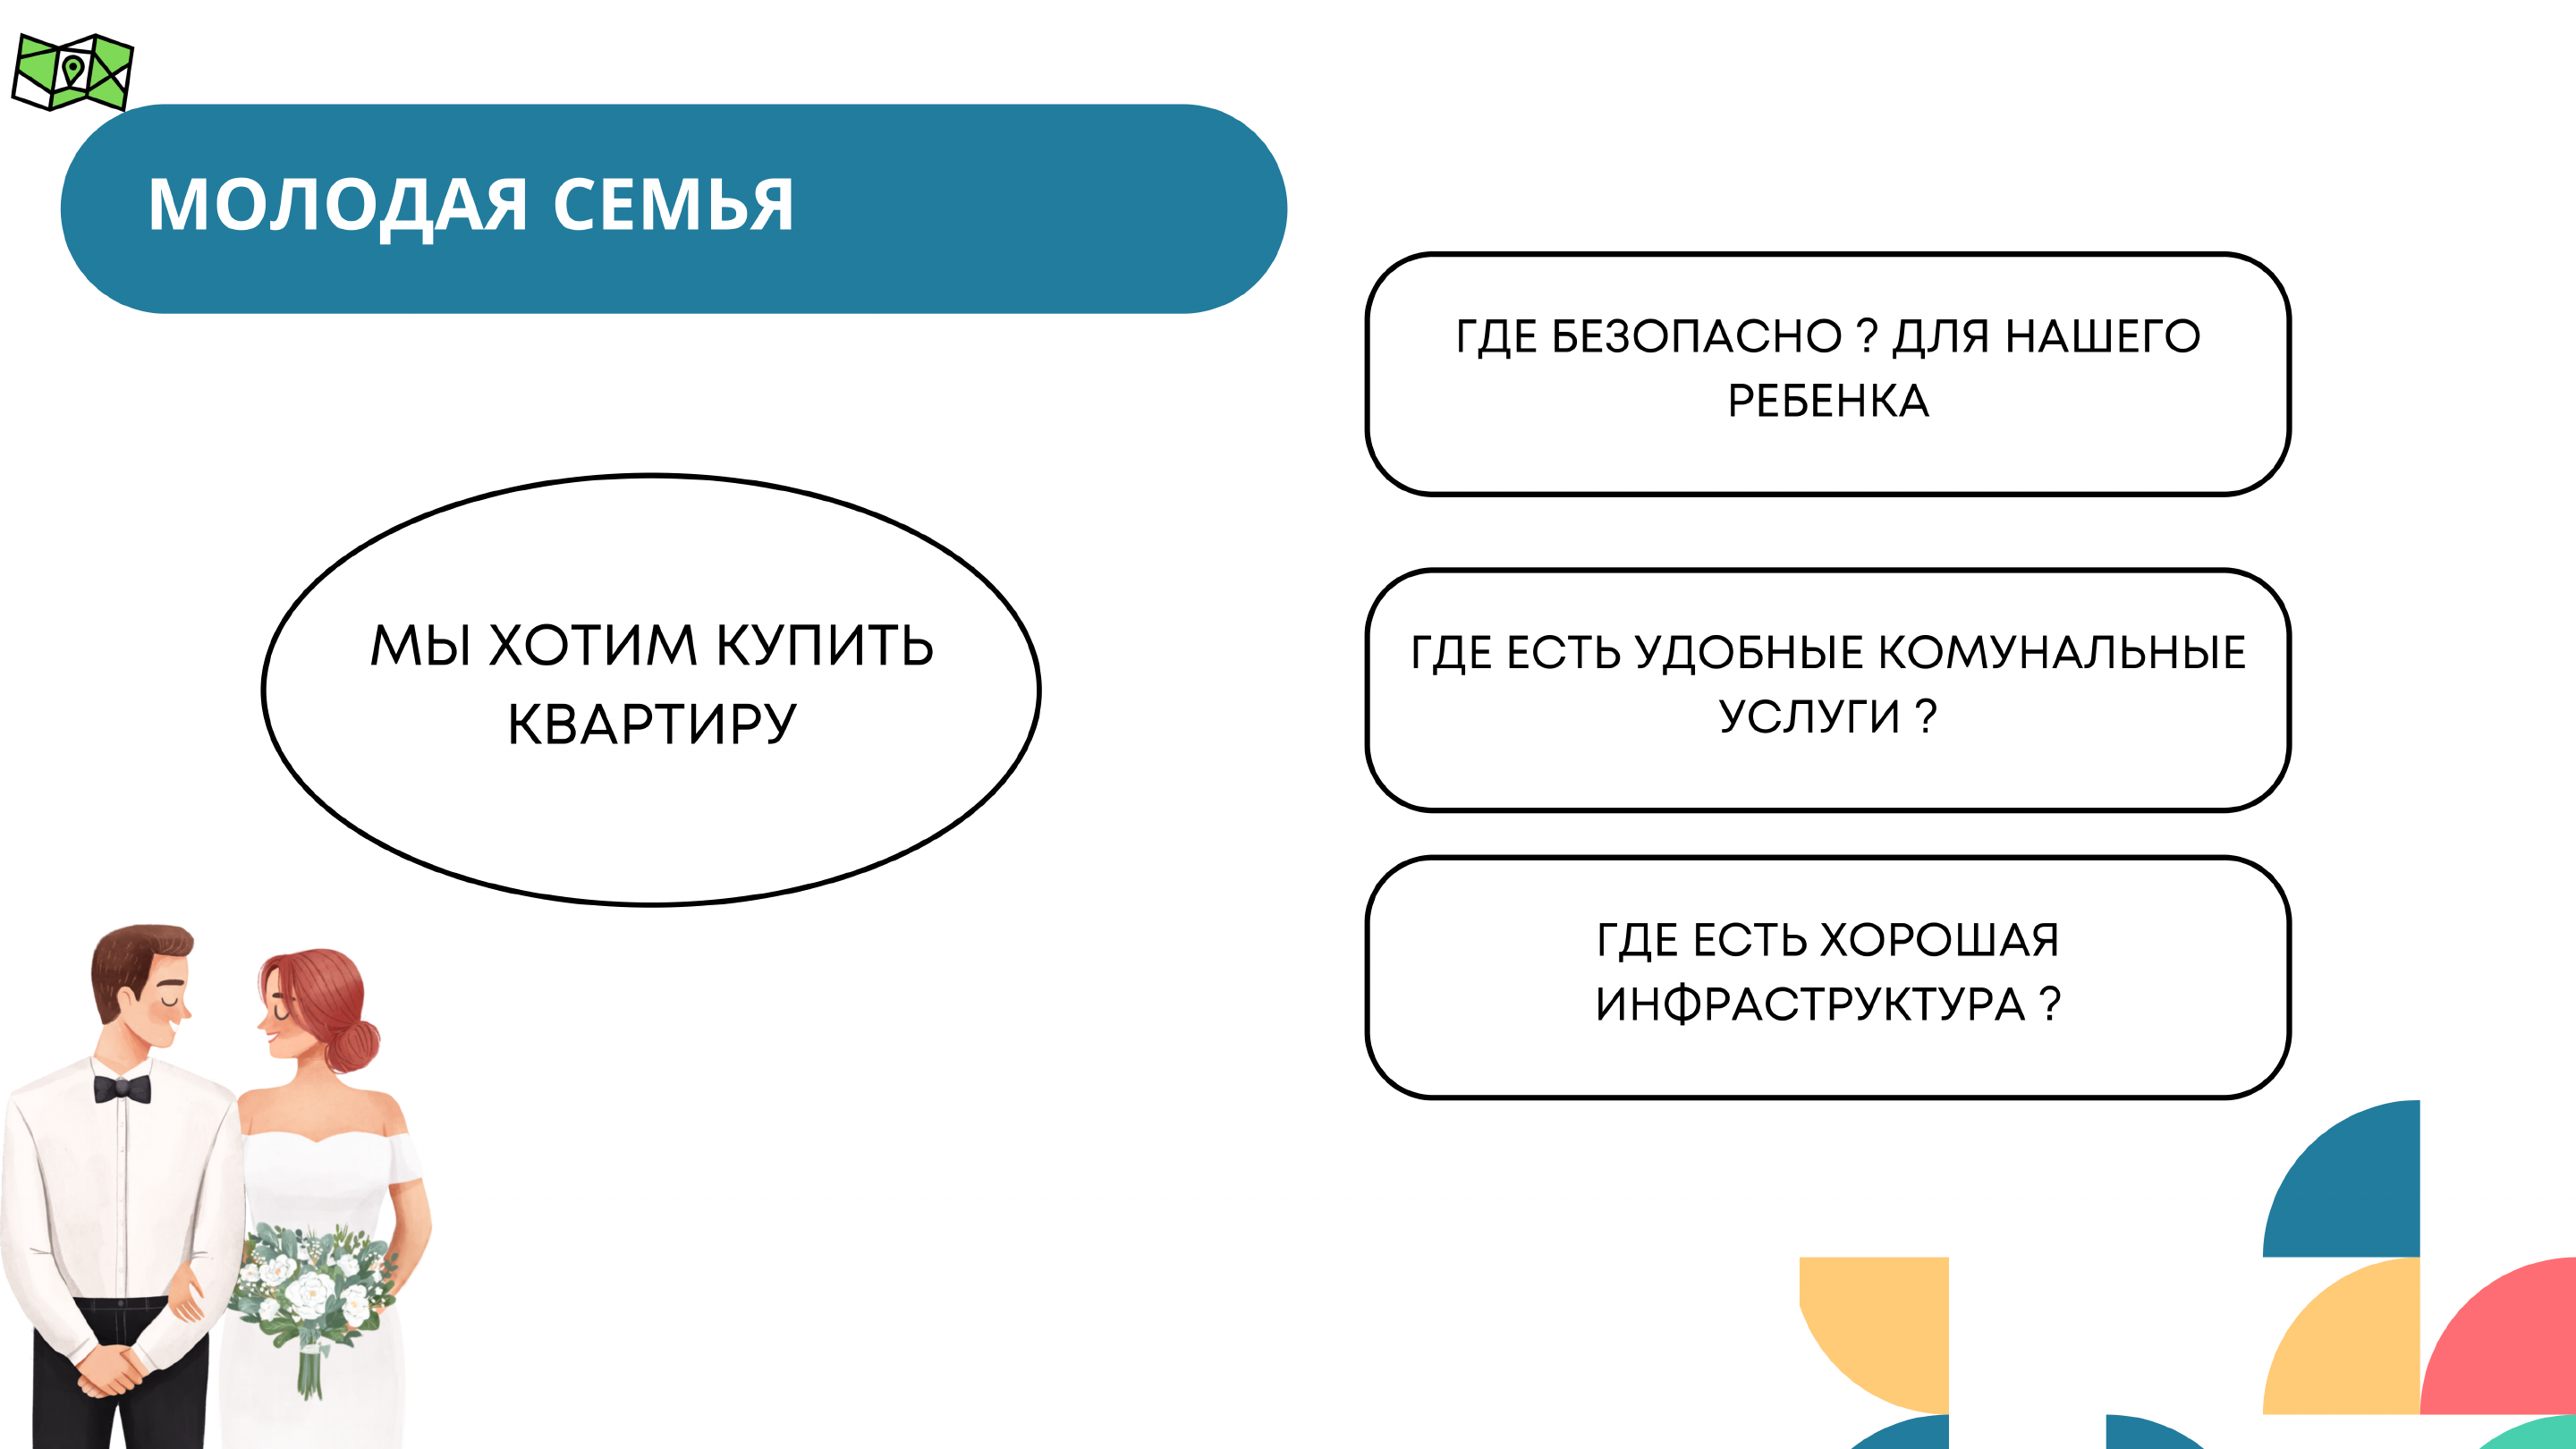 МОЛОДАЯ СЕМЬЯ
МЫ ХОТИМ КУПИТЬ
КВАРТИРУ
ГДЕ БЕЗОПАСНО ? ДЛЯ НАШЕГО
РЕБЕНКА
ГДЕ ЕСТЬ УДОБНЫЕ КОМУНАЛЬНЫЕ
УСЛУГИ ?
ГДЕ ЕСТЬ ХОРОШАЯ
ИНФРАСТРУКТУРА ?